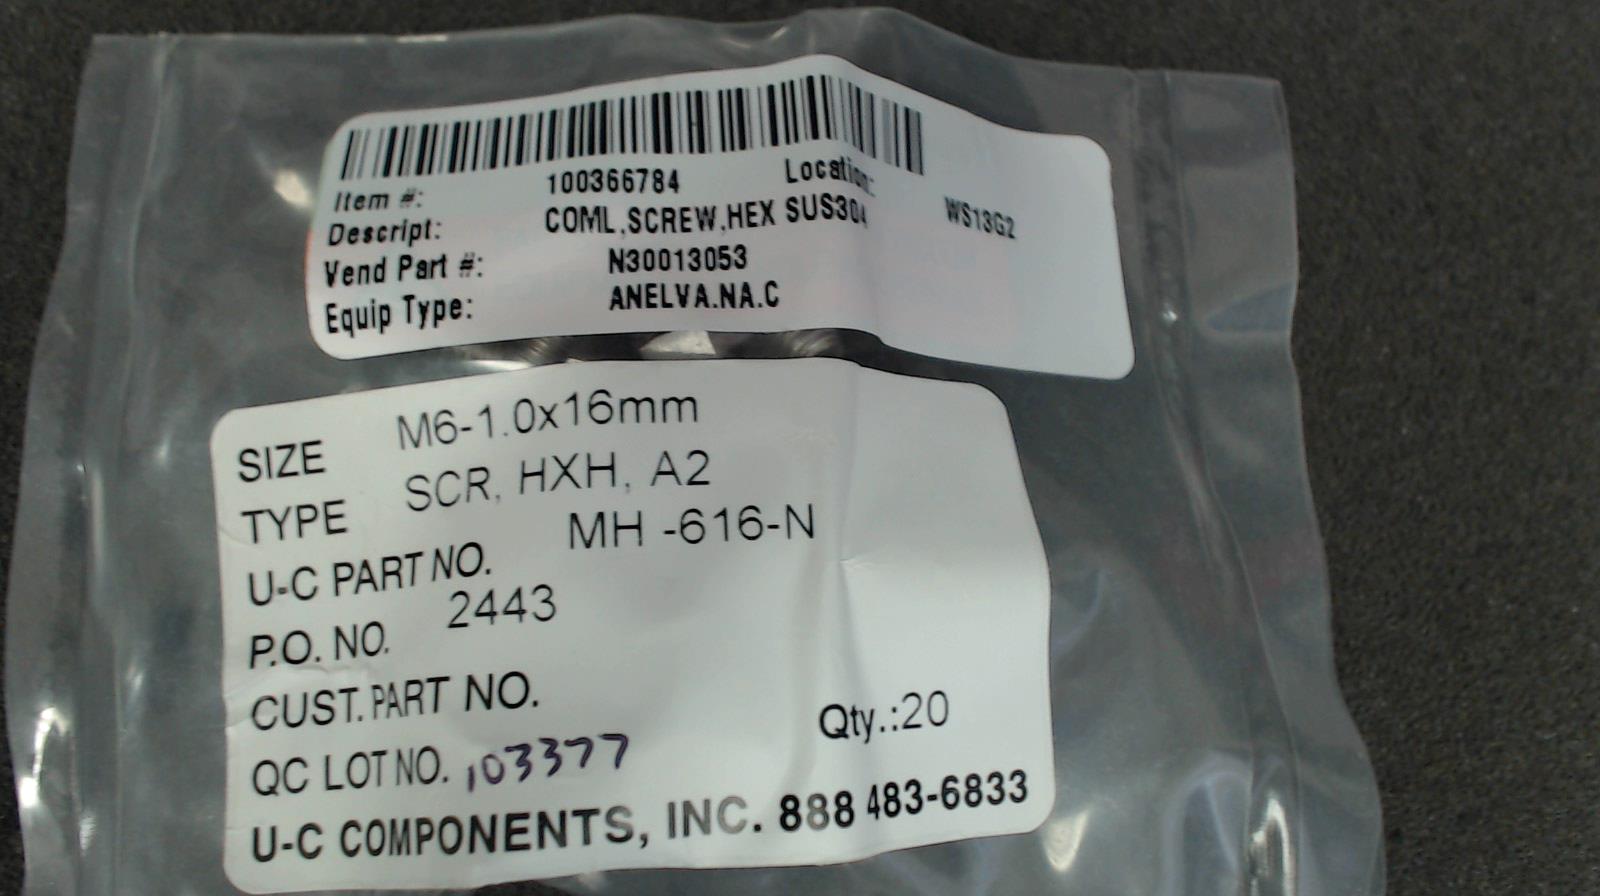 Item #: 100366784 Location: WS13G2
Descript: COML,SCREW,HEX SUS304
Vend Part #: N30013053
Equip Type: ANELVA.NA.C
SIZE M6-1.0x16mm
TYPE SCR, HXH, A2
U-C PART NO. MH -616-N
P.O. NO. 2443
CUST. PART NO.
QC LOT NO. 103377 Qty.:20
U-C COMPONENTS, INC. 888 483-6833